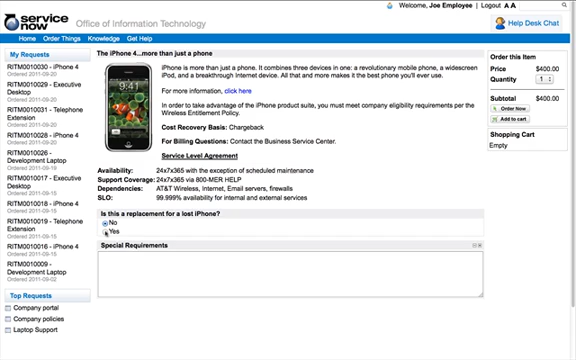 service now
Office of Information Technology
Welcome, Joe Employee | Logout A A
Help Desk Chat
Home Order Things Knowledge Get Help
My Requests
RITM0010030 - iPhone 4
Ordered 2011-09-20
RITM0010029 - Executive
Desktop
Ordered 2011-09-20
RITM0010031 - Telephone
Extension
Ordered 2011-09-20
RITM0010028 - iPhone 4
Ordered 2011-09-20
RITM0010026 -
Development Laptop
Ordered 2011-09-19
RITM0010017 - Executive
Desktop
Ordered 2011-09-15
RITM0010018 - iPhone 4
Ordered 2011-09-15
RITM0010019 - Telephone
Extension
Ordered 2011-09-15
RITM0010016 - iPhone 4
Ordered 2011-09-15
RITM0010009 -
Development Laptop
Ordered 2011-09-02
Top Requests
Company portal
Company policies
Laptop Support
The iPhone 4...more than just a phone
9:41
iPhone is more than just a phone. It combines three devices in one: a revolutionary mobile phone, a widescreen
iPod, and a breakthrough Internet device. All that and more makes it the best phone you'll ever use.
For more information, click here
In order to take advantage of the iPhone product suite, you must meet company eligibility requirements per the
Wireless Entitlement Policy.
Cost Recovery Basis: Chargeback
For Billing Questions: Contact the Business Service Center.
Service Level Agreement
Availability: 24x7x365 with the exception of scheduled maintenance
Support Coverage: 24x7x365 via 800-MER HELP
Dependencies: AT&T Wireless, Internet, Email servers, firewalls
SLO: 99.999% availability for internal and external services
Is this a replacement for a lost iPhone?
No
Yes
Special Requirements
Order this Item
Price $400.00
Quantity 1
Subtotal $400.00
Order Now
Add to cart
Shopping Cart
Empty